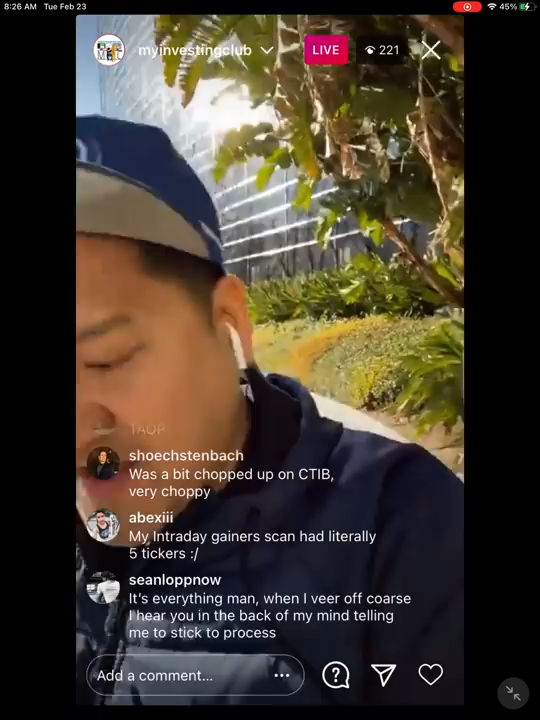 8:26 AM Tue Feb 23
45%
myinvestingclub
LIVE
221
TAOP
shoechstenbach
Was a bit chopped up on CTIB,
very choppy
abexiii
My Intraday gainers scan had literally
5 tickers :/
seanloppnow
It's everything man, when I veer off coarse
I hear you in the back of my mind telling
me to stick to process
Add a comment...